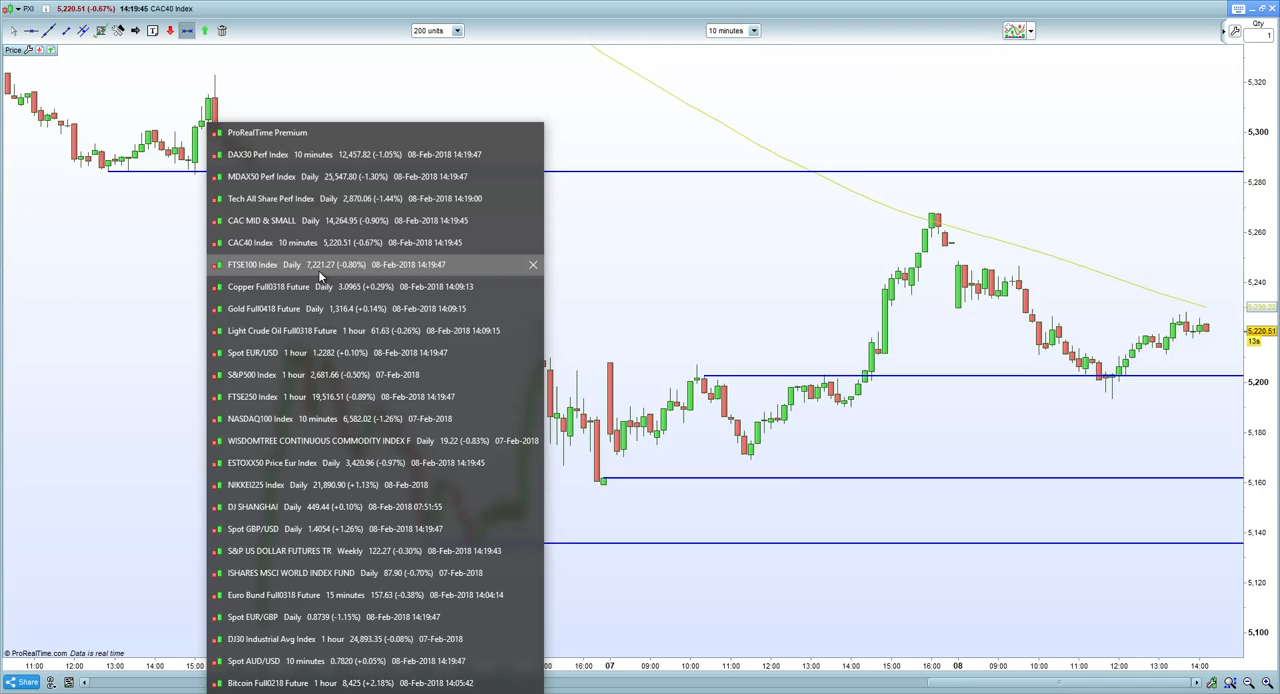 PXI 5,220.51 (-0.67%) 14:19:45 CAC40 Index
200 units 10 minutes Qty
1
Price
5,320
5,300
5,280
5,260
5,240
5,220.51
13s
5,200
5,180
5,160
5,140
5,120
5,100
ProRealTime Premium
DAX30 Perf Index 10 minutes 12,457.82 (-1.05%) 08-Feb-2018 14:19:47
MDAX50 Perf Index Daily 25,547.80 (-1.30%) 08-Feb-2018 14:19:47
Tech All Share Perf Index Daily 2,870.06 (-1.44%) 08-Feb-2018 14:19:00
CAC MID & SMALL Daily 14,264.95 (-0.90%) 08-Feb-2018 14:19:45
CAC40 Index 10 minutes 5,220.51 (-0.67%) 08-Feb-2018 14:19:45
FTSE100 Index Daily 7,221.27 (-0.80%) 08-Feb-2018 14:19:47
Copper Full0318 Future Daily 3.0965 (+0.29%) 08-Feb-2018 14:09:13
Gold Full0418 Future Daily 1,316.4 (+0.14%) 08-Feb-2018 14:09:15
Light Crude Oil Full0318 Future 1 hour 61.63 (-0.26%) 08-Feb-2018 14:09:15
Spot EUR/USD 1 hour 1.2282 (+0.10%) 08-Feb-2018 14:19:47
S&P500 Index 1 hour 2,681.66 (-0.50%) 07-Feb-2018
FTSE250 Index 1 hour 19,516.51 (-0.89%) 08-Feb-2018 14:19:47
NASDAQ100 Index 10 minutes 6,582.02 (-1.26%) 07-Feb-2018
WISDOMTREE CONTINUOUS COMMODITY INDEX F Daily 19.22 (-0.83%) 07-Feb-2018
ESTOXX50 Price Eur Index Daily 3,420.96 (-0.97%) 08-Feb-2018 14:19:45
NIKKEI225 Index Daily 21,890.90 (+1.13%) 08-Feb-2018
DJ SHANGHAI Daily 449.44 (+0.10%) 08-Feb-2018 07:51:55
Spot GBP/USD Daily 1.4054 (+1.26%) 08-Feb-2018 14:19:47
S&P US DOLLAR FUTURES TR Weekly 122.27 (-0.30%) 08-Feb-2018 14:19:43
ISHARES MSCI WORLD INDEX FUND Daily 87.90 (-0.70%) 07-Feb-2018
Euro Bund Full0318 Future 15 minutes 157.63 (-0.38%) 08-Feb-2018 14:04:14
Spot EUR/GBP Daily 0.8739 (-1.15%) 08-Feb-2018 14:19:47
DJ30 Industrial Avg Index 1 hour 24,893.35 (-0.08%) 07-Feb-2018
Spot AUD/USD 10 minutes 0.7820 (+0.05%) 08-Feb-2018 14:19:47
Bitcoin Full0218 Future 1 hour 8,425 (+2.18%) 08-Feb-2018 14:05:42
© ProRealTime.com Data is real time
11:00 12:00 13:00 14:00 15:00 16:00 07 09:00 10:00 11:00 12:00 13:00 14:00 15:00 16:00 08 09:00 10:00 11:00 12:00 13:00 14:00
Share